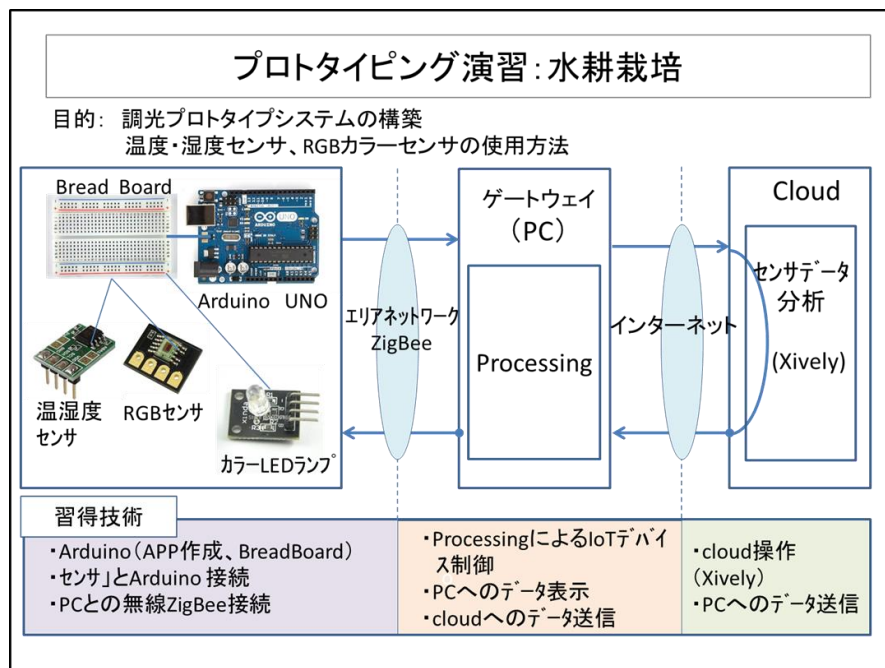 プロトタイピング演習：水耕栽培
目的： 調光プロトタイプシステムの構築
温度・湿度センサ、RGBカラーセンサの使用方法
Bread Board
Arduino UNO
温湿度
センサ
RGBセンサ
カラーLEDランプ
エリアネットワーク
ZigBee
ゲートウェイ
（PC）
Processing
インターネット
Cloud
センサデータ
分析
(Xively)
習得技術
・Arduino（APP作成、BreadBoard）
・センサ」とArduino 接続
・PCとの無線ZigBee接続
・ProcessingによるIoTデバイ
ス制御
・PCへのデータ表示
・cloudへのデータ送信
・cloud操作
(Xively)
・PCへのデータ送信